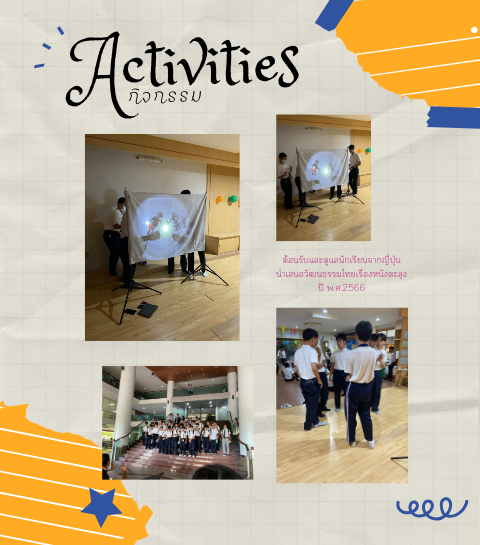 Activities
กิจกรรม
ต้อนรับและดูแลนักเรียนจากญี่ปุ่น
นำเสนอวัฒนธรรมไทยเรื่องหนังตะลุง
ปี พ.ศ.2566